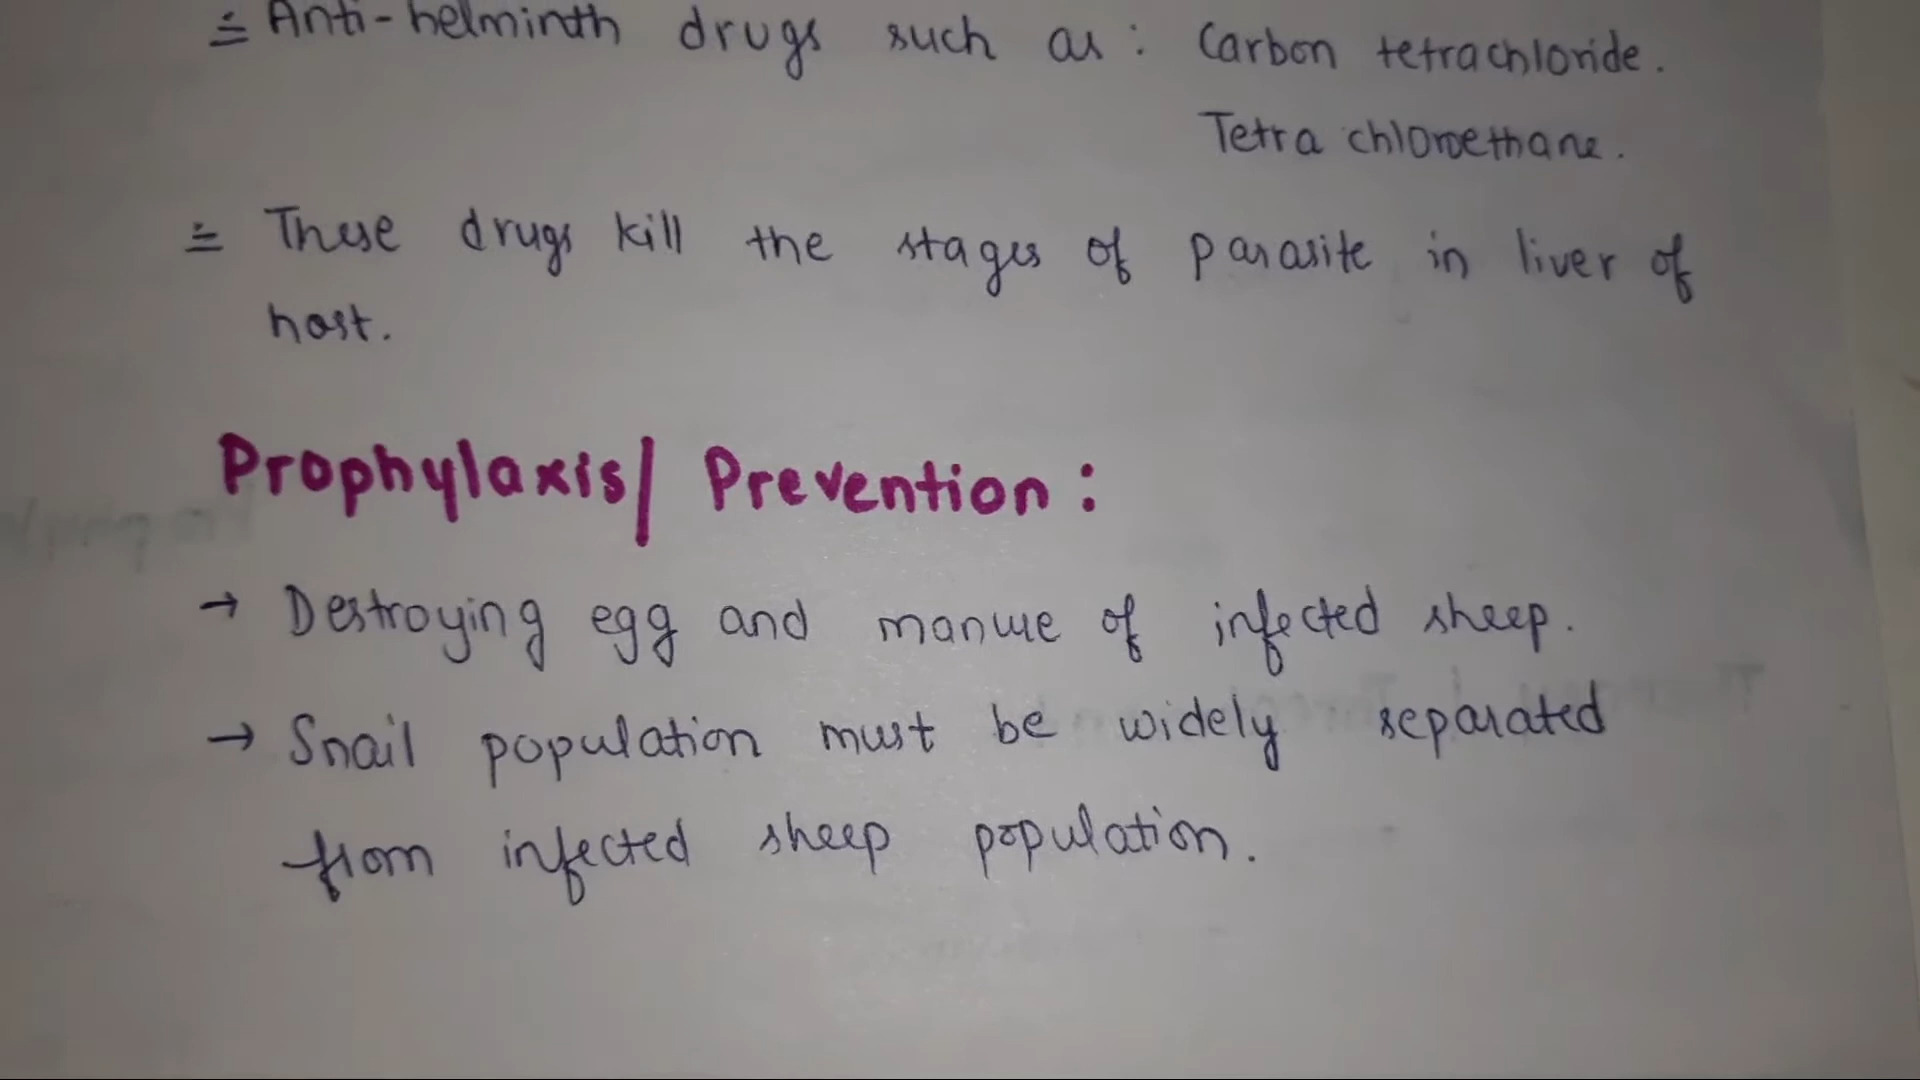 = Anti-helminth drugs such as : Carbon tetrachloride.
Tetra chloroethane.
= These drugs kill the stages of parasite in liver of
host.
Prophylaxis/ Prevention :
→ Destroying egg and manure of infected sheep.
→ Snail population must be widely separated
from infected sheep population.